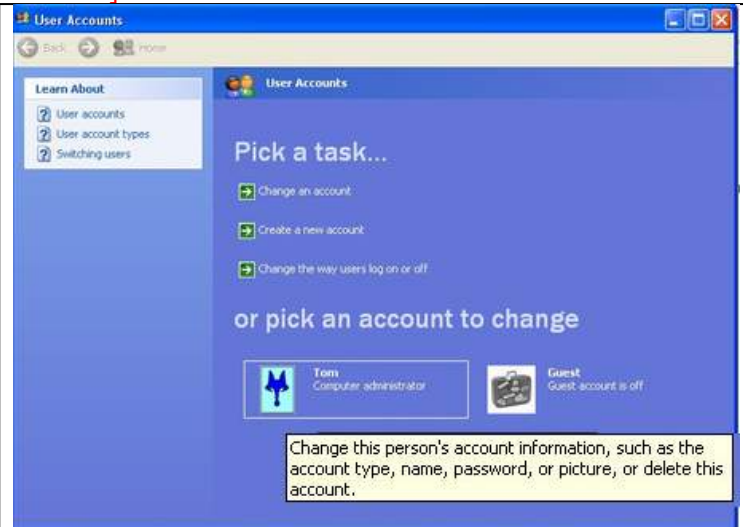 User Accounts
Back Home
Learn About
User accounts
User account types
Switching users
User Accounts
Pick a task...
Change an account
Create a new account
Change the way users log on or off
or pick an account to change
Tom
Computer administrator
Guest
Guest account is off
Change this person's account information, such as the
account type, name, password, or picture, or delete this
account.